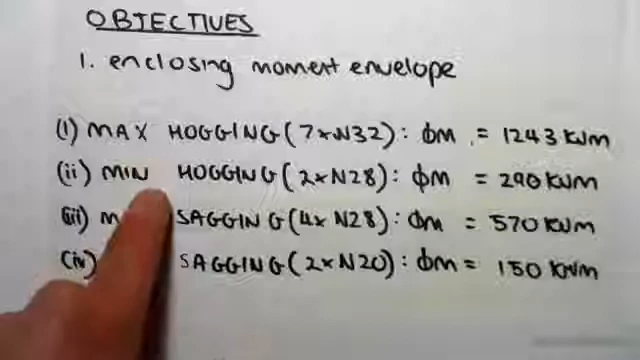 OBJECTIVES
1. enclosing moment envelope
(i) MAX HOGGING (7×N32): ϕM = 1243 kNm
(ii) MIN HOGGING (2×N28): ϕM = 290 kNm
(iii) M SAGGING (4×N28): ϕM = 570 kNm
(iv) SAGGING (2×N20): ϕM = 150 kNm